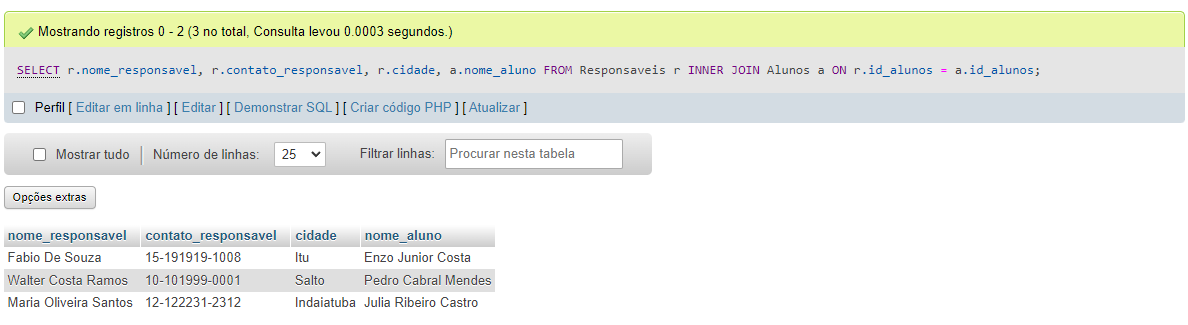 Mostrando registros 0 - 2 (3 no total, Consulta levou 0.0003 segundos.)
SELECT r.nome_responsavel, r.contato_responsavel, r.cidade, a.nome_aluno FROM Responsaveis r INNER JOIN Alunos a ON r.id_alunos = a.id_alunos;
Perfil [ Editar em linha ] [ Editar ] [ Demonstrar SQL ] [ Criar código PHP ] [ Atualizar ]
Mostrar tudo | Número de linhas: 25 Filtrar linhas: Procurar nesta tabela
Opções extras
nome_responsavel contato_responsavel cidade nome_aluno
Fabio De Souza 15-191919-1008 Itu Enzo Junior Costa
Walter Costa Ramos 10-101999-0001 Salto Pedro Cabral Mendes
Maria Oliveira Santos 12-122231-2312 Indaiatuba Julia Ribeiro Castro